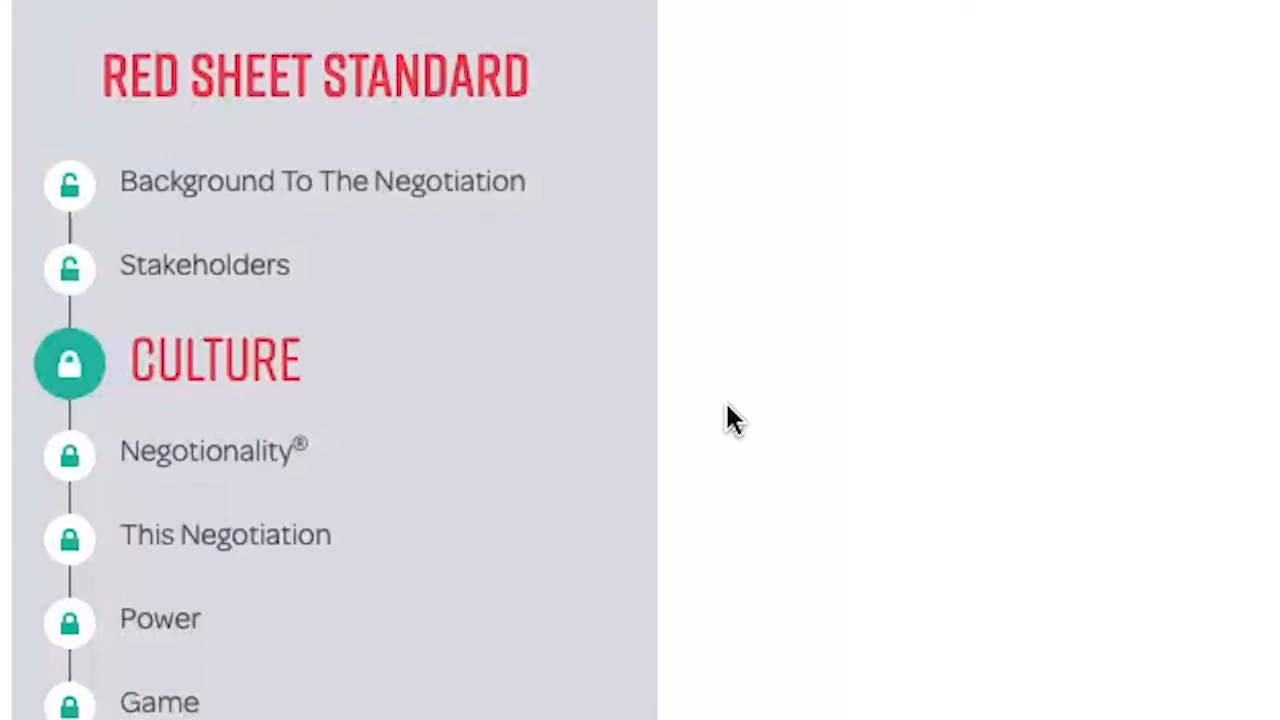 RED SHEET STANDARD
Background To The Negotiation
Stakeholders
CULTURE
Negotionality®
This Negotiation
Power
Game